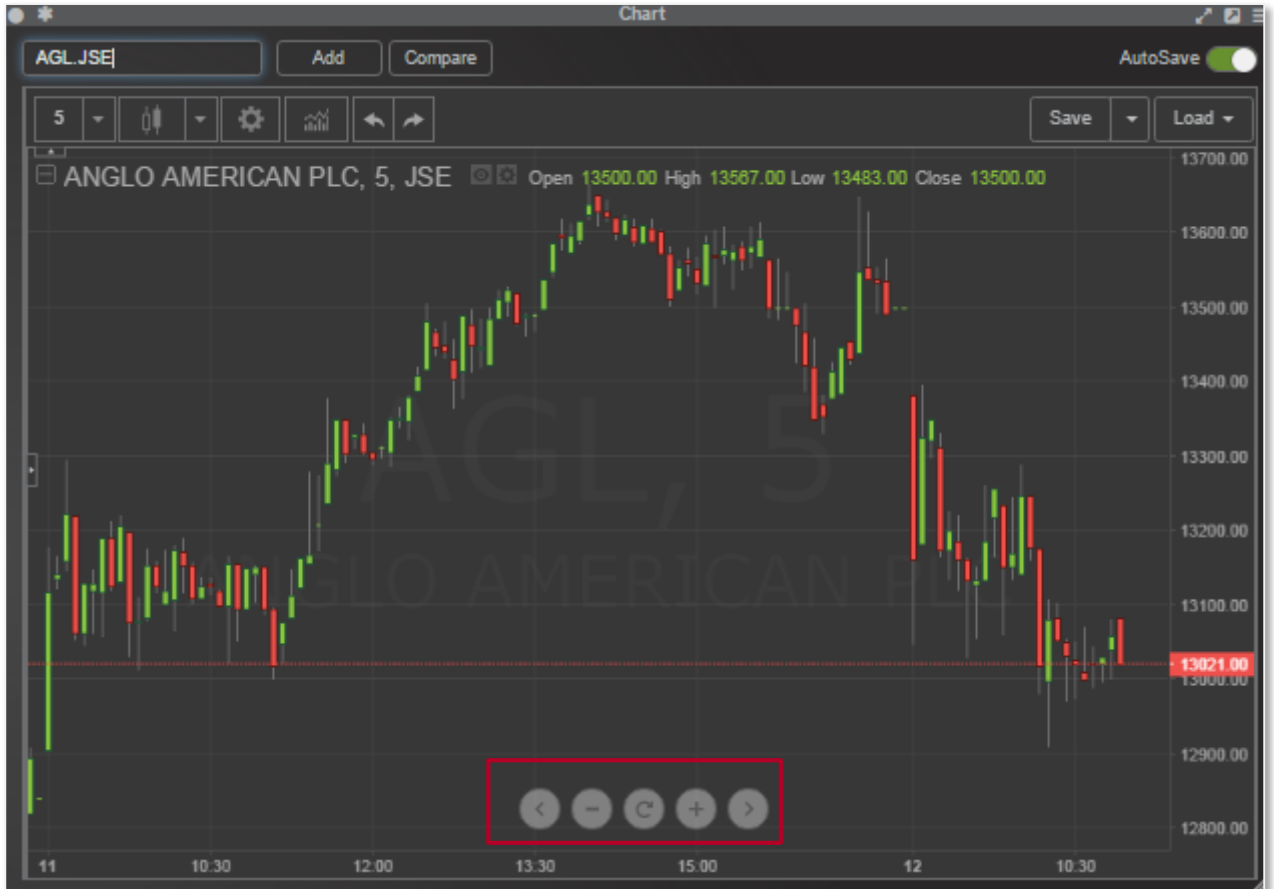 Chart
AGL.JSE Add Compare AutoSave
5 Save Load
ANGLO AMERICAN PLC, 5, JSE Open 13500.00 High 13567.00 Low 13483.00 Close 13500.00
13700.00
13600.00
13500.00
13400.00
AGL, 5
13300.00
13200.00
ANGLO AMERICAN PLC
13100.00
13021.00
13000.00
12900.00
12800.00
11 10:30 12:00 13:30 15:00 12 10:30